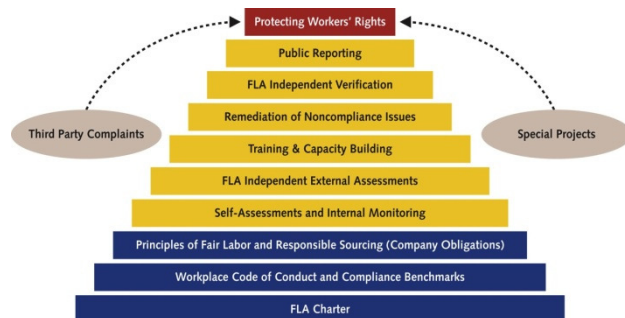 Protecting Workers' Rights
Public Reporting
FLA Independent Verification
Remediation of Noncompliance Issues
Third Party Complaints
Special Projects
Training & Capacity Building
FLA Independent External Assessments
Self-Assessments and Internal Monitoring
Principles of Fair Labor and Responsible Sourcing (Company Obligations)
Workplace Code of Conduct and Compliance Benchmarks
FLA Charter